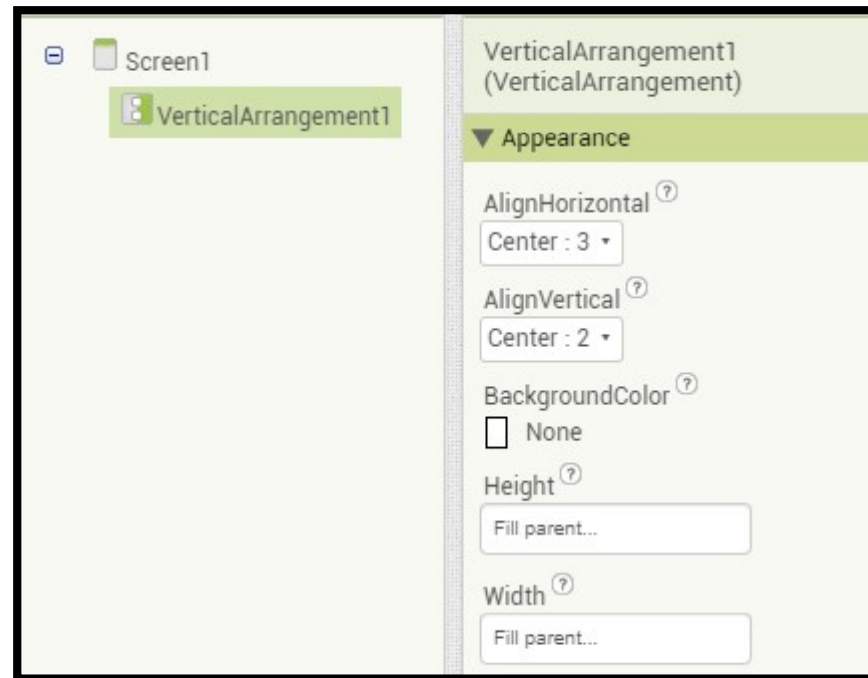 Screen1
VerticalArrangement1
VerticalArrangement1
(VerticalArrangement)
Appearance
AlignHorizontal ?
Center : 3
AlignVertical ?
Center : 2
BackgroundColor ?
None
Height ?
Fill parent...
Width ?
Fill parent...